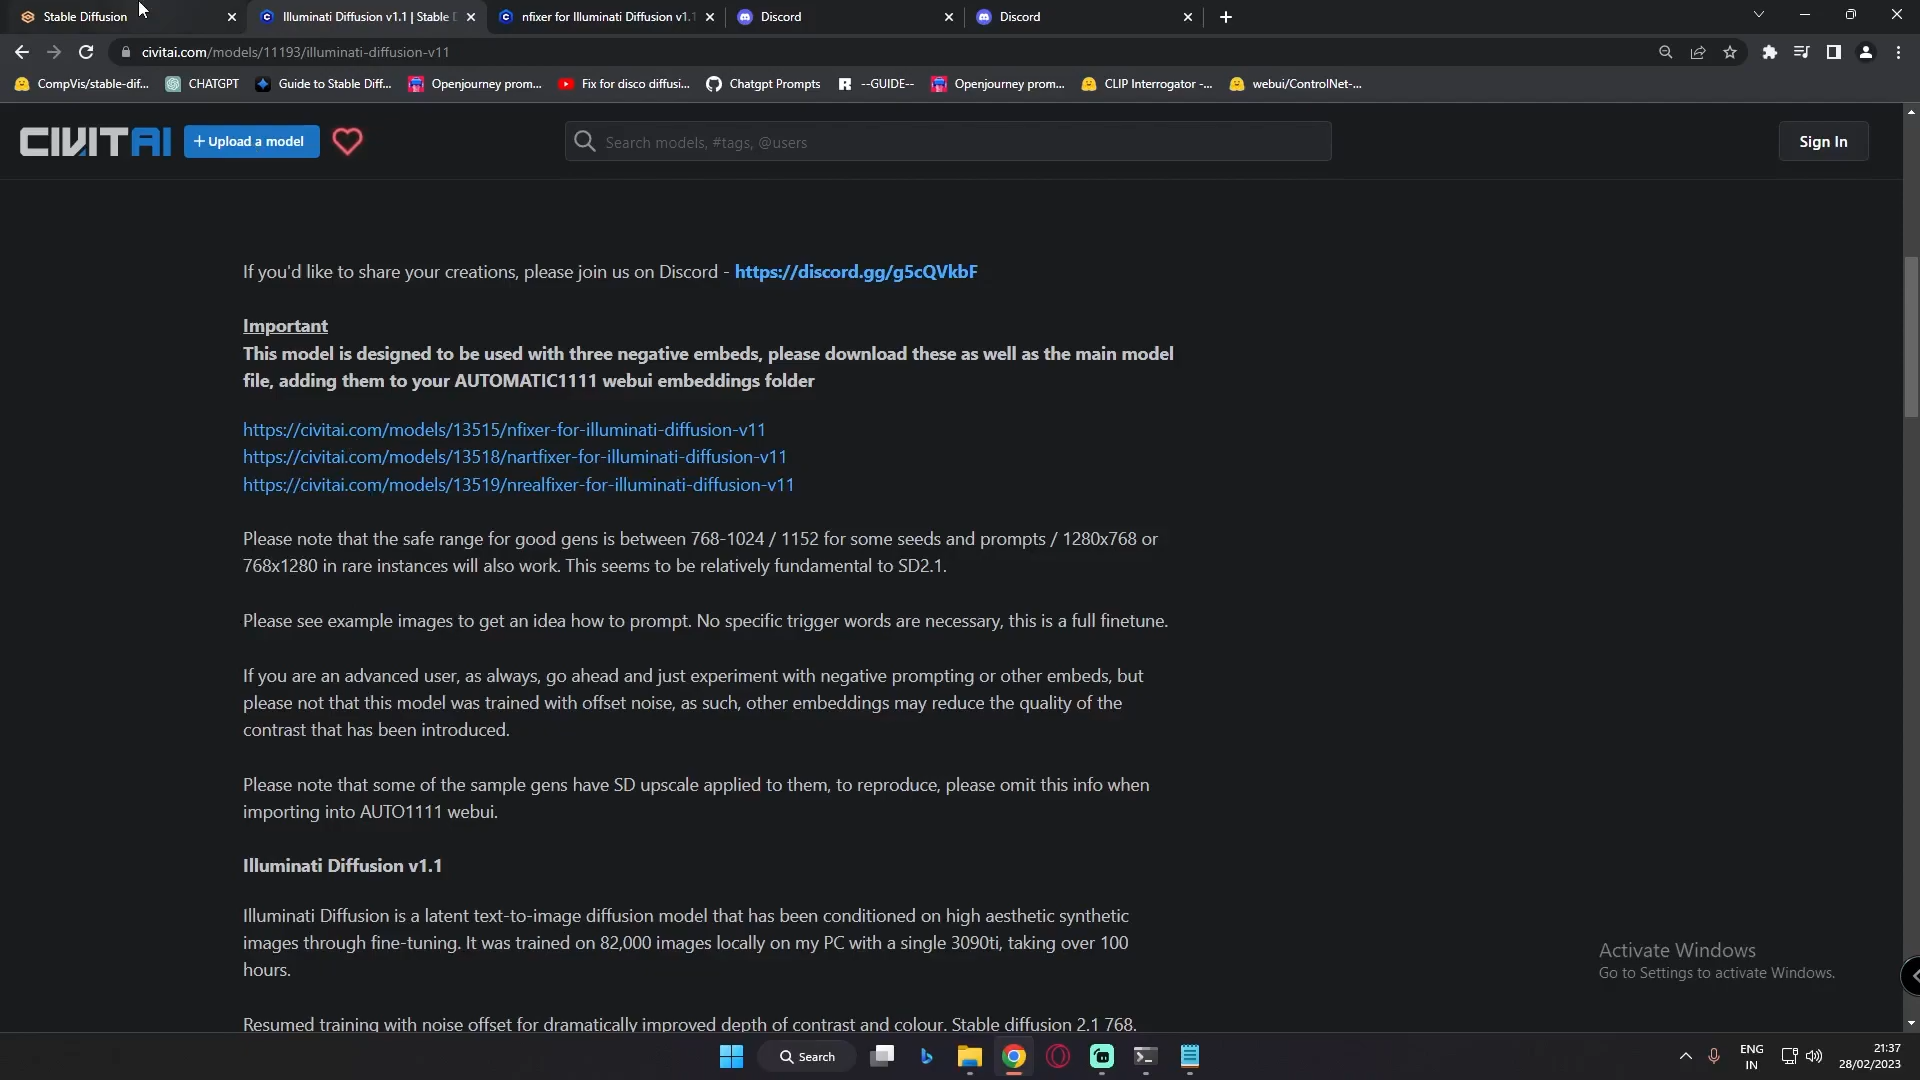 Stable Diffusion
Illuminati Diffusion v1.1 | Stable D
nfixer for Illuminati Diffusion v1.1
Discord
Discord
civitai.com/models/11193/illuminati-diffusion-v11
CompVis/stable-dif...
CHATGPT
Guide to Stable Diff...
Openjourney prom...
Fix for disco diffusi...
Chatgpt Prompts
--GUIDE--
Openjourney prom...
CLIP Interrogator -...
webui/ControlNet-...
CIVITAI
+ Upload a model
Search models, #tags, @users
Sign In
If you'd like to share your creations, please join us on Discord - https://discord.gg/g5cQVkbF
Important
This model is designed to be used with three negative embeds, please download these as well as the main model
file, adding them to your AUTOMATIC1111 webui embeddings folder
https://civitai.com/models/13515/nfixer-for-illuminati-diffusion-v11
https://civitai.com/models/13518/nartfixer-for-illuminati-diffusion-v11
https://civitai.com/models/13519/nrealfixer-for-illuminati-diffusion-v11
Please note that the safe range for good gens is between 768-1024 / 1152 for some seeds and prompts / 1280x768 or
768x1280 in rare instances will also work. This seems to be relatively fundamental to SD2.1.
Please see example images to get an idea how to prompt. No specific trigger words are necessary, this is a full finetune.
If you are an advanced user, as always, go ahead and just experiment with negative prompting or other embeds, but
please not that this model was trained with offset noise, as such, other embeddings may reduce the quality of the
contrast that has been introduced.
Please note that some of the sample gens have SD upscale applied to them, to reproduce, please omit this info when
importing into AUTO1111 webui.
Illuminati Diffusion v1.1
Illuminati Diffusion is a latent text-to-image diffusion model that has been conditioned on high aesthetic synthetic
images through fine-tuning. It was trained on 82,000 images locally on my PC with a single 3090ti, taking over 100
hours.
Resumed training with noise offset for dramatically improved depth of contrast and colour. Stable diffusion 2.1 768.
Activate Windows
Go to Settings to activate Windows.
Search
ENG
IN
21:37
28/02/2023